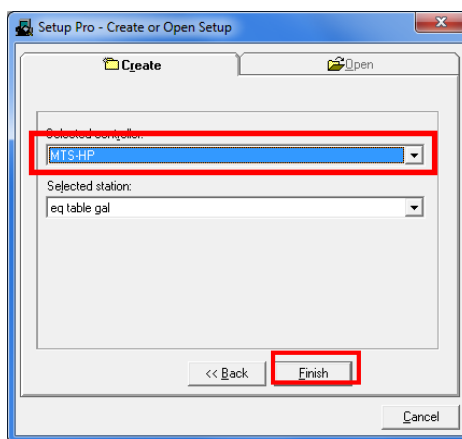 Setup Pro - Create or Open Setup
Create
Open
Selected controller:
MTS-HP
Selected station:
eq table gal
<< Back
Finish
Cancel